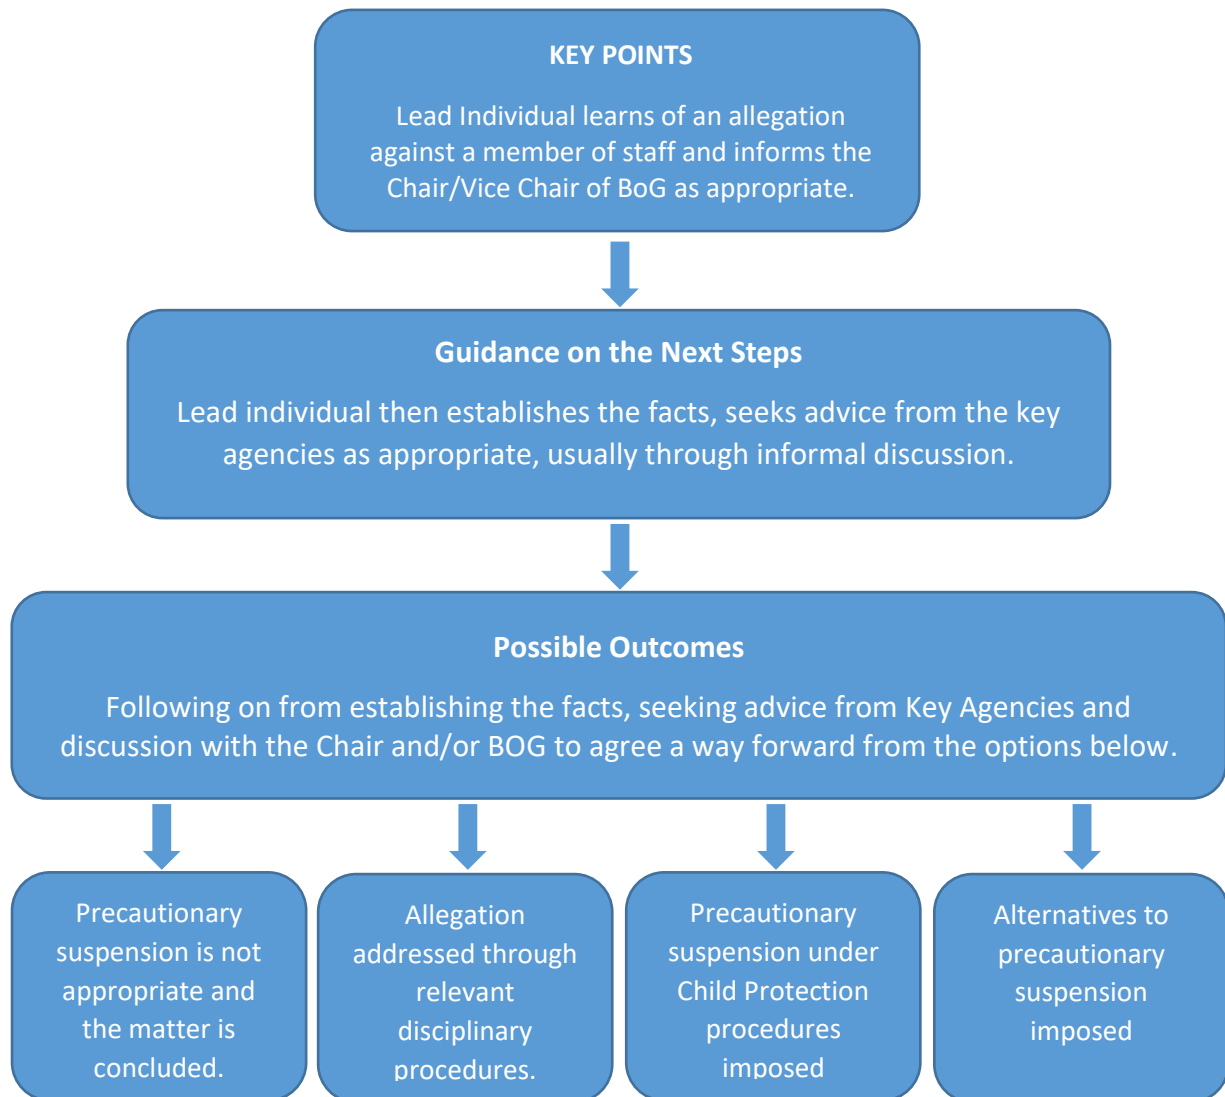 KEY POINTS
Lead Individual learns of an allegation
against a member of staff and informs the
Chair/Vice Chair of BoG as appropriate.
Guidance on the Next Steps
Lead individual then establishes the facts, seeks advice from the key
agencies as appropriate, usually through informal discussion.
Possible Outcomes
Following on from establishing the facts, seeking advice from Key Agencies and
discussion with the Chair and/or BOG to agree a way forward from the options below.
Precautionary
suspension is not
appropriate and
the matter is
concluded.
Allegation
addressed through
relevant
disciplinary
procedures.
Precautionary
suspension under
Child Protection
procedures
imposed
Alternatives to
precautionary
suspension
imposed